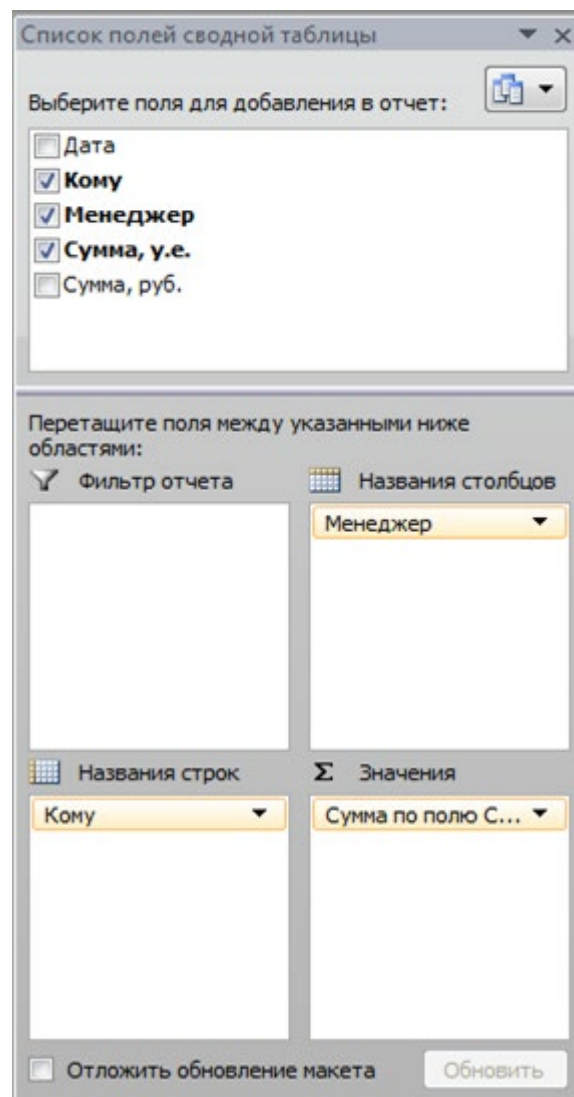 Список полей сводной таблицы
Выберите поля для добавления в отчет:
Дата
Кому
Менеджер
Сумма, у.е.
Сумма, руб.
Перетащите поля между указанными ниже
областями:
Фильтр отчета
Названия столбцов
Менеджер
Названия строк
Σ Значения
Кому
Сумма по полю С...
Отложить обновление макета
Обновить